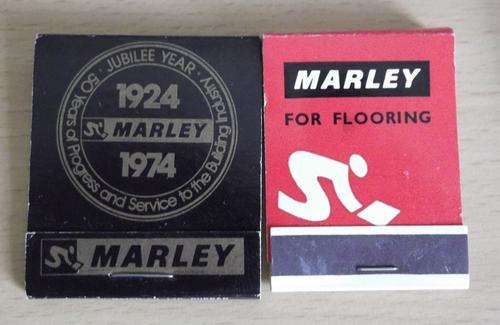 · JUBILEE YEAR ·
50 Years of Progress and Service to the Building Industry
1924
MARLEY
1974
MARLEY
MARLEY
FOR FLOORING